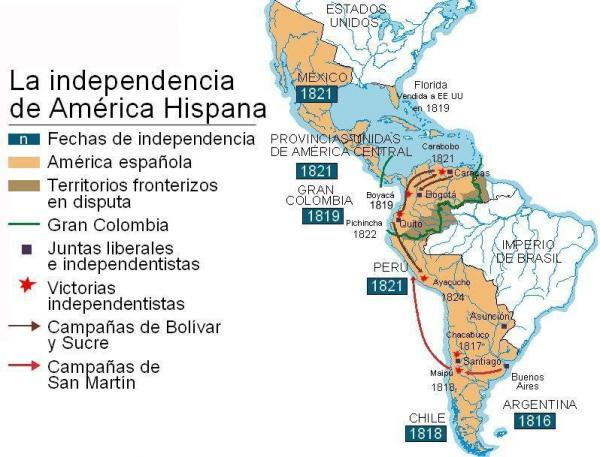 La independencia
de América Hispana
n Fechas de independencia
América española
Territorios fronterizos
en disputa
Gran Colombia
Juntas liberales
e independentistas
Victorias
independentistas
Campañas de Bolívar
y Sucre
Campañas de
San Martín
ESTADOS
UNIDOS
MÉXICO
1821
Florida
Vendida a EE UU
en 1819
PROVINCIAS UNIDAS
DE AMÉRICA CENTRAL
1821
Carabobo
1821
Caracas
GRAN
COLOMBIA
1819
Boyacá
1819
Bogotá
Pichincha
1822
Quito
IMPERIO
DE BRASIL
PERÚ
1821
Ayacucho
1824
Asunción
Chacabuco
1817
Santiago
Maipú
1818
Buenos
Aires
CHILE
1818
ARGENTINA
1816